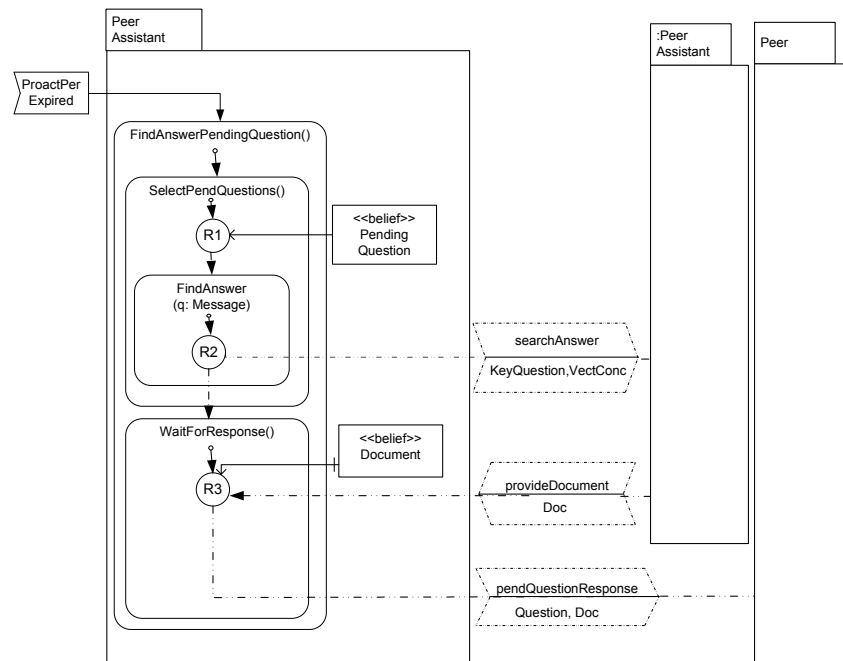 Peer
Assistant
:Peer
Assistant
Peer
ProactPer
Expired
FindAnswerPendingQuestion()
SelectPendQuestions()
R1
<<belief>>
Pending
Question
FindAnswer
(q: Message)
R2
searchAnswer
KeyQuestion,VectConc
WaitForResponse()
<<belief>>
Document
R3
provideDocument
Doc
pendQuestionResponse
Question, Doc